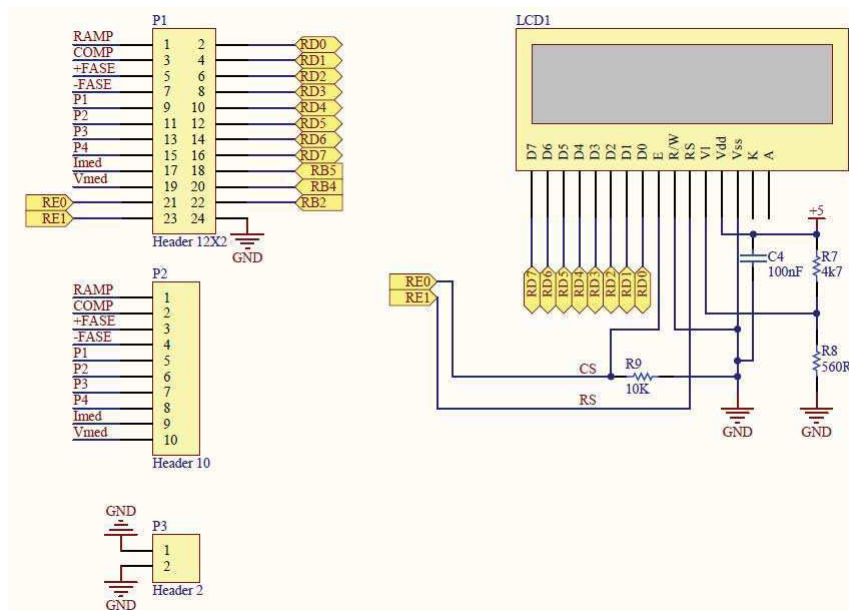 P1
RAMP 1 2 RD0
COMP 3 4 RD1
+FASE 5 6 RD2
-FASE 7 8 RD3
P1 9 10 RD4
P2 11 12 RD5
P3 13 14 RD6
P4 15 16 RD7
Imed 17 18 RB5
Vmed 19 20 RB4
RE0 21 22 RB2
RE1 23 24
Header 12X2
GND
P2
RAMP 1
COMP 2
+FASE 3
-FASE 4
P1 5
P2 6
P3 7
P4 8
Imed 9
Vmed 10
Header 10
GND
P3
1
2
Header 2
GND
LCD1
D7 D6 D5 D4 D3 D2 D1 D0 E R/W RS Vl Vdd Vss K A
+5
C4
100nF
R7
4k7
RD7 RD6 RD5 RD4 RD3 RD2 RD1 RD0
RE0
RE1
R8
560R
CS
R9
10K
RS
GND
GND